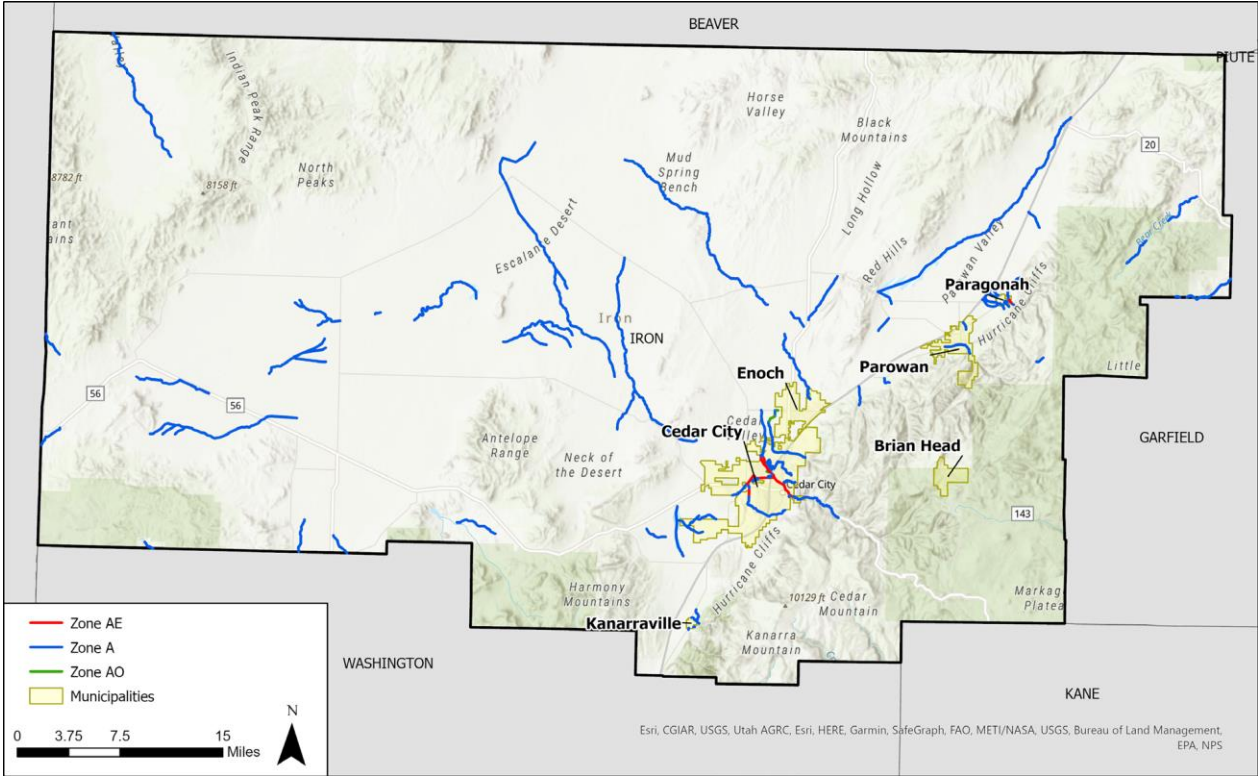 BEAVER
PIUTE
Indian Peak Range
Horse
Valley
Black
Mountains
20
North
Peaks
8782 ft
8158 ft
Mud
Spring
Bench
Long Hollow
Escalante Desert
Red Hills
Parowan Valley
Bear Creek
Paragonah
Hurricane Cliffs
Iron
IRON
Parowan
Little
Enoch
56
56
Cedar City
Brian Head
GARFIELD
Antelope
Range
Neck of
the Desert
Cedar City
143
Hurricane Cliffs
Harmony
Mountains
10129 ft
Cedar
Mountain
Kanarraville
Kanarra
Mountain
WASHINGTON
KANE
Zone AE
Zone A
Zone AO
Municipalities
N
0 3.75 7.5 15
Miles
Esri, CGIAR, USGS, Utah AGRC, Esri, HERE, Garmin, SafeGraph, FAO, METI/NASA, USGS, Bureau of Land Management,
EPA, NPS